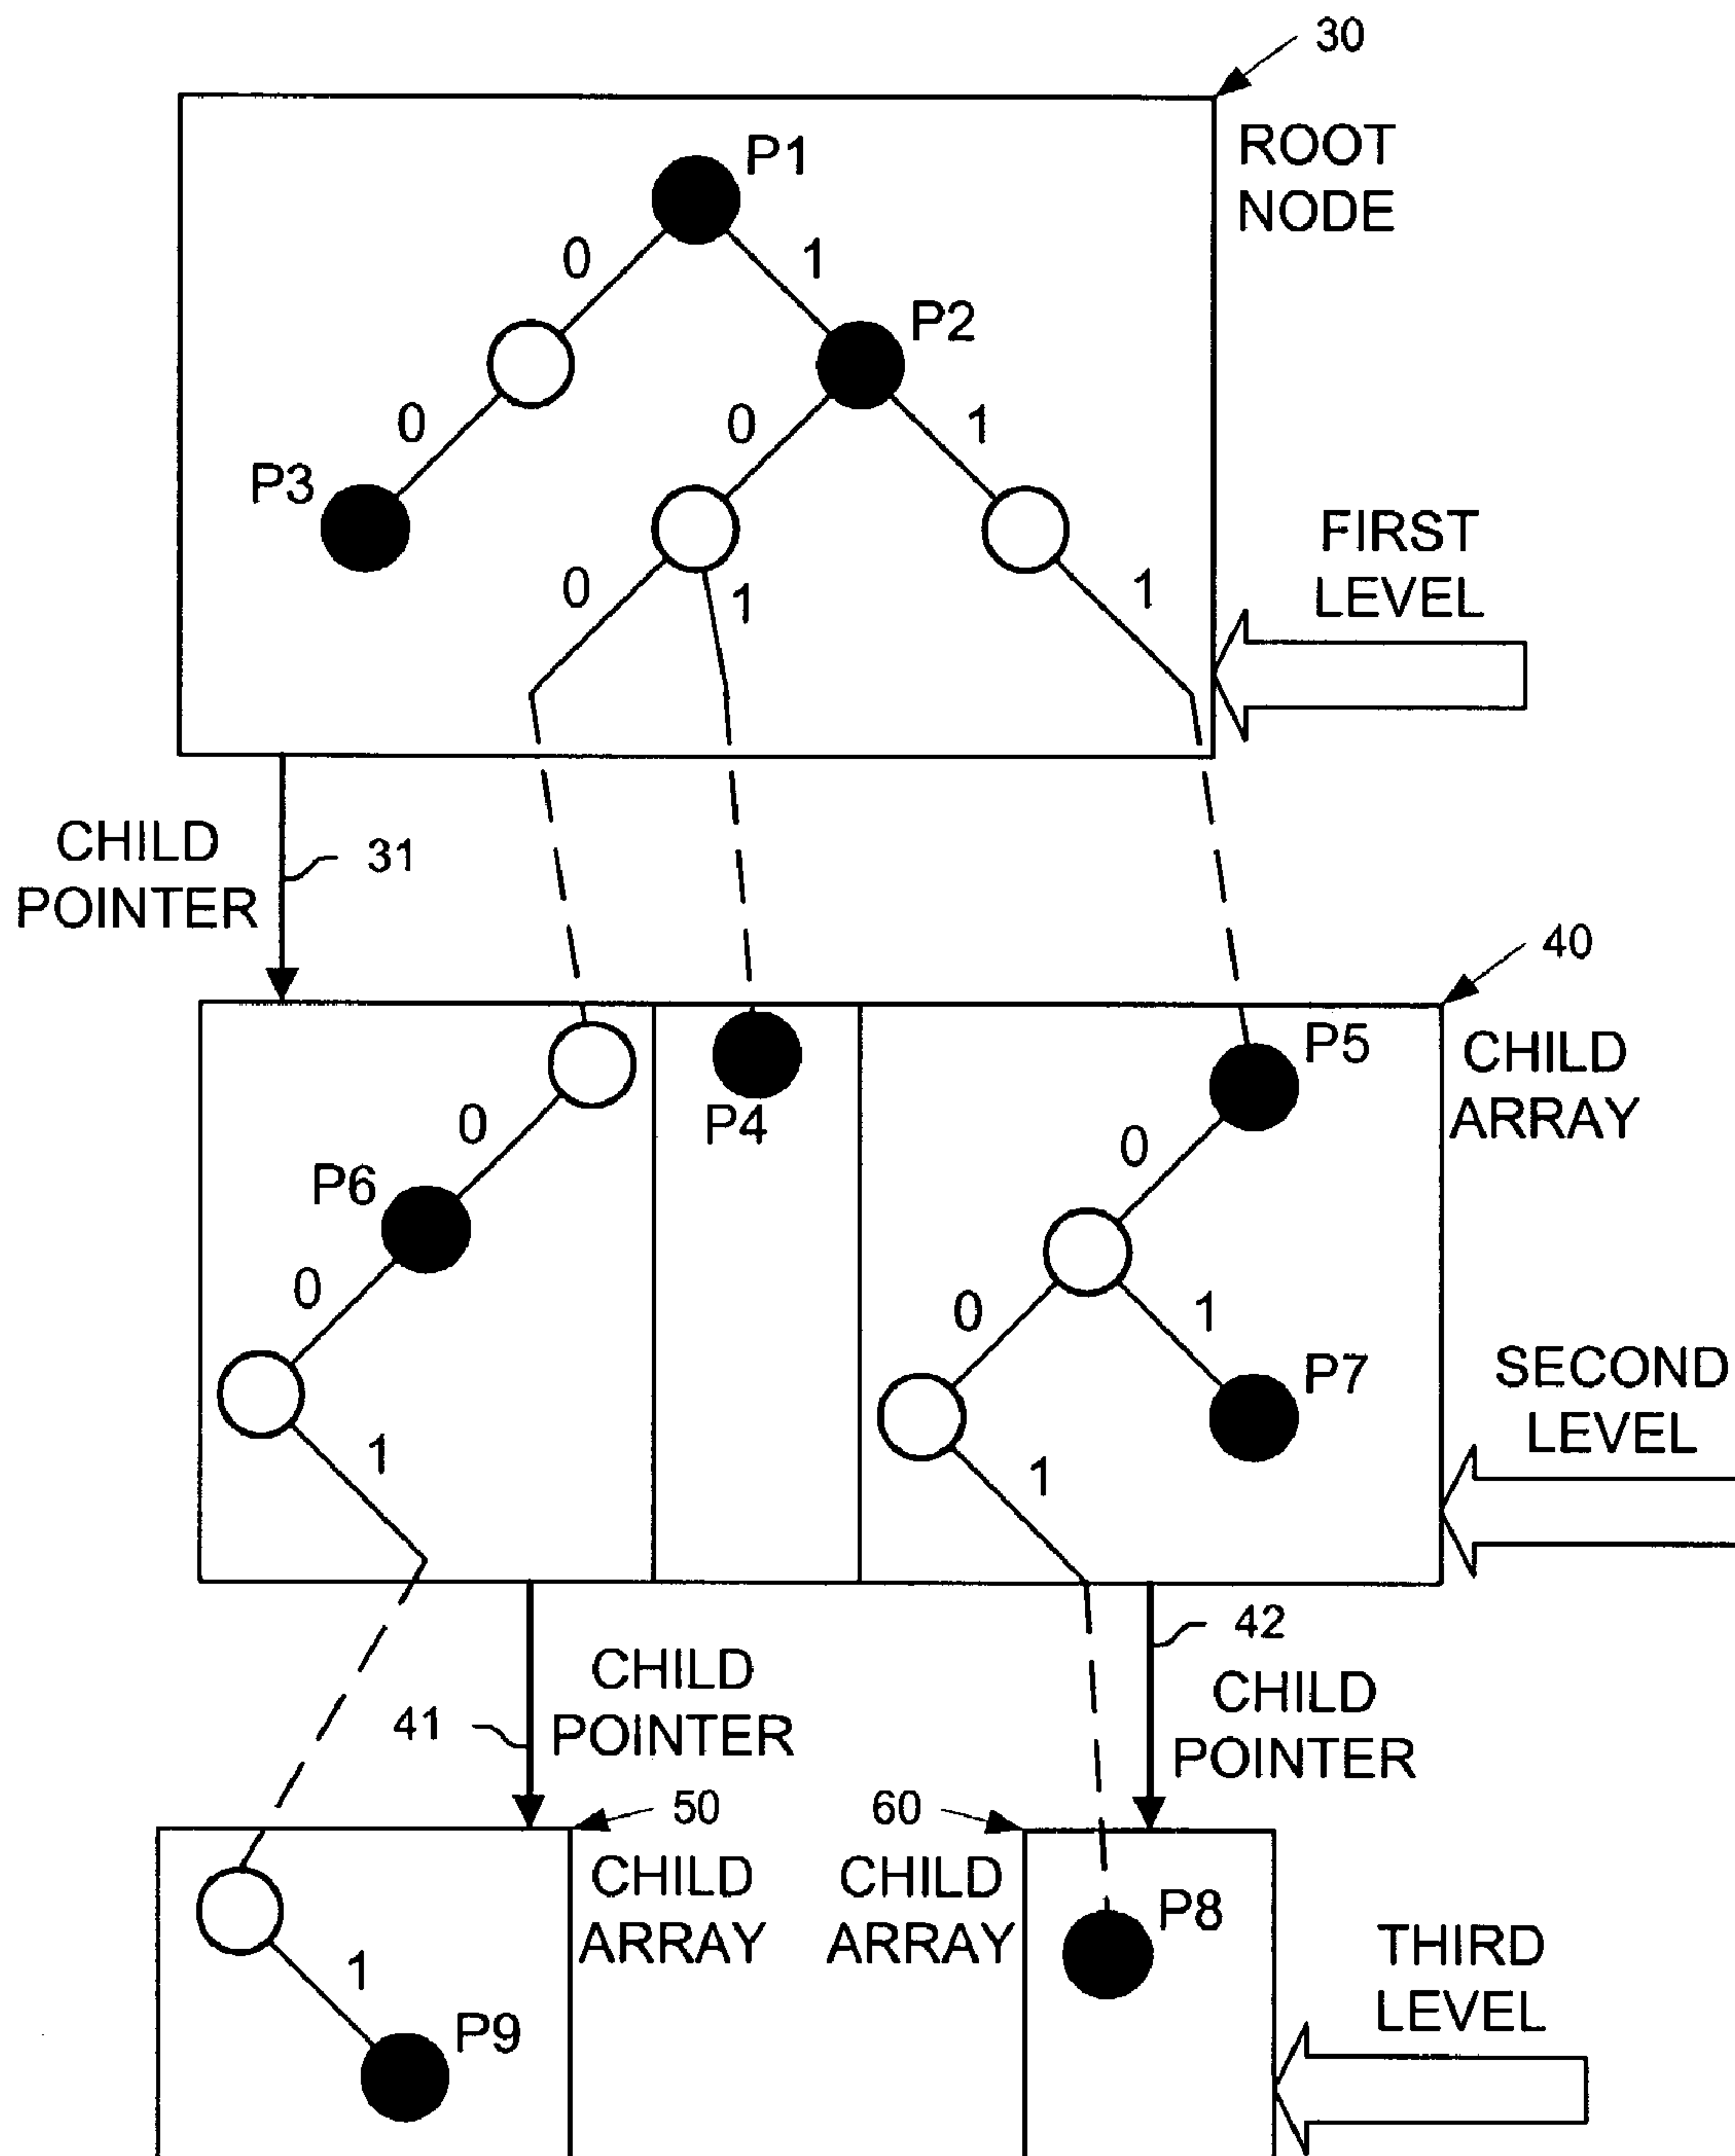 30
ROOT
NODE
P1
0
1
P2
0
0
1
P3
FIRST
LEVEL
0
1
1
CHILD
POINTER
31
40
CHILD
ARRAY
P5
P4
0
0
P6
0
0
1
P7
SECOND
LEVEL
1
1
42
CHILD
POINTER
41
CHILD
POINTER
50
60
CHILD
ARRAY
CHILD
ARRAY
P8
THIRD
LEVEL
1
P9